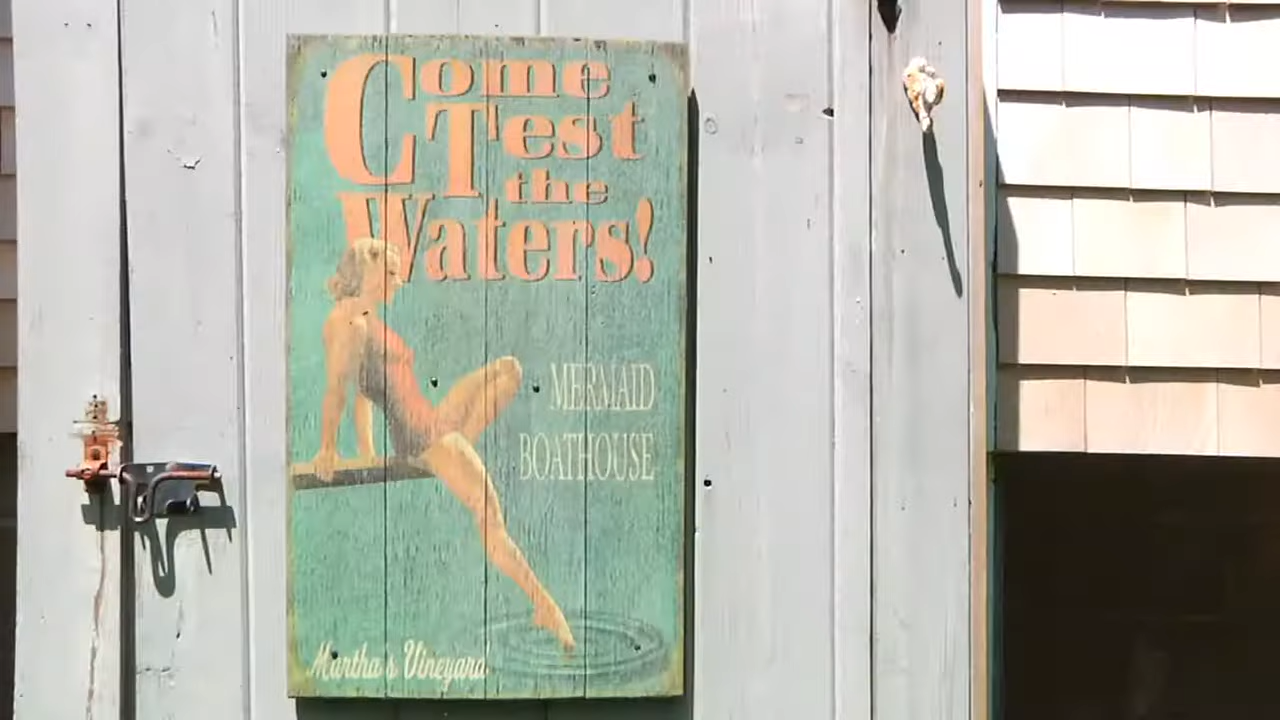 Come
Test
the
Waters!
MERMAID
BOATHOUSE
Martha's Vineyard